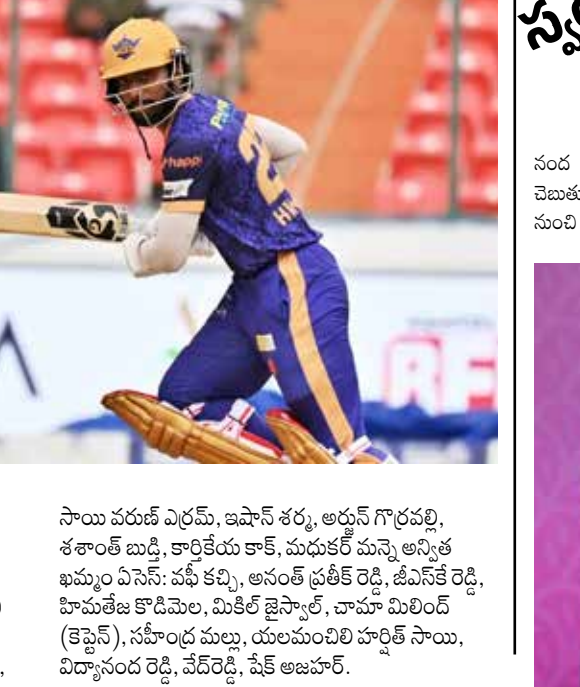 సాయి వరుణ్ ఎర్రమ్, ఇషాన్ శర్మ, అర్జున్ గొర్రవల్లి,
శశాంత్ బుడ్తి, కార్తికేయ కాక్, మధుకర్ మన్నె అన్విత
ఖమ్మం ఏసెస్: వఫీ కచ్చి, అనంత్ ప్రతీక్ రెడ్డి, జీఎస్‌కే రెడ్డి,
హిమతేజ కొడిమెల, మికిల్ జైస్వాల్, చామా మిలింద్
(కెప్టెన్), సహీంద్ర మల్లు, యలమంచిలి హర్షిత్ సాయి,
విద్యానంద రెడ్డి, వేద్‌రెడ్డి, షేక్ అజహర్.
నంద
చెబుతు
నుంచి